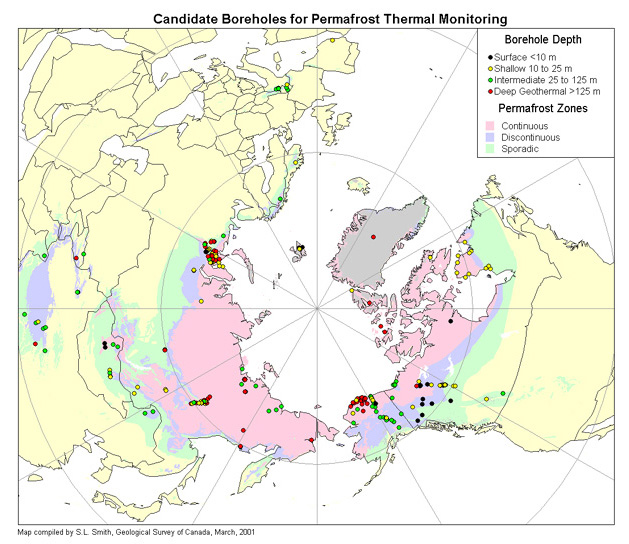 Candidate Boreholes for Permafrost Thermal Monitoring
Borehole Depth
Surface <10 m
Shallow 10 to 25 m
Intermediate 25 to 125 m
Deep Geothermal >125 m
Permafrost Zones
Continuous
Discontinuous
Sporadic
Map compiled by S.L. Smith, Geological Survey of Canada, March, 2001